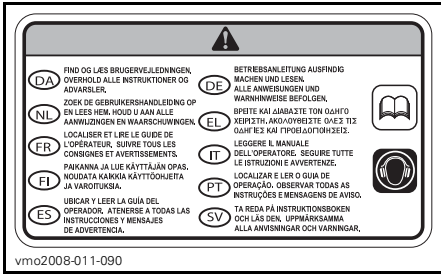 DA
FIND OG LÆS BRUGERVEJLEDNINGEN,
OVERHOLD ALLE INSTRUKTIONER OG
ADVARSLER.
NL
ZOEK DE GEBRUIKERSHANDLEIDING OP
EN LEES HEM. HOUD U AAN ALLE
AANWIJZINGEN EN WAARSCHUWINGEN.
FR
LOCALISER ET LIRE LE GUIDE DE
L'OPÉRATEUR, SUIVRE TOUS LES
CONSIGNES ET AVERTISSEMENTS.
FI
PAIKANNA JA LUE KÄYTTÄJÄN OPAS.
NOUDATA KAIKKIA KÄYTTÖOHJEITA
JA VAROITUKSIA.
ES
UBICAR Y LEER LA GUÍA DEL
OPERADOR, ATENERSE A TODAS LAS
INSTRUCCIONES Y MENSAJES
DE ADVERTENCIA.
DE
BETRIEBSANLEITUNG AUSFINDIG
MACHEN UND LESEN.
ALLE ANWEISUNGEN UND
WARNHINWEISE BEFOLGEN.
EL
ΒΡΕΙΤΕ ΚΑΙ ΔΙΑΒΑΣΤΕ ΤΟΝ ΟΔΗΓΟ
ΧΕΙΡΙΣΤΗ. ΑΚΟΛΟΥΘΕΙΣΤΕ ΟΛΕΣ ΤΙΣ
ΟΔΗΓΙΕΣ ΚΑΙ ΠΡΟΕΙΔΟΠΟΙΗΣΕΙΣ.
IT
LEGGERE IL MANUALE
DELL'OPERATORE. SEGUIRE TUTTE
LE ISTRUZIONI E AVVERTENZE.
PT
LOCALIZAR E LER O GUIA DE
OPERAÇÃO. OBSERVAR TODAS AS
INSTRUÇÕES E MENSAGENS DE AVISO.
SV
TA REDA PÅ INSTRUKTIONSBOKEN
OCH LÄS DEN. UPPMÄRKSAMMA
ALLA ANVISNINGAR OCH VARNINGAR.
vmo2008-011-090